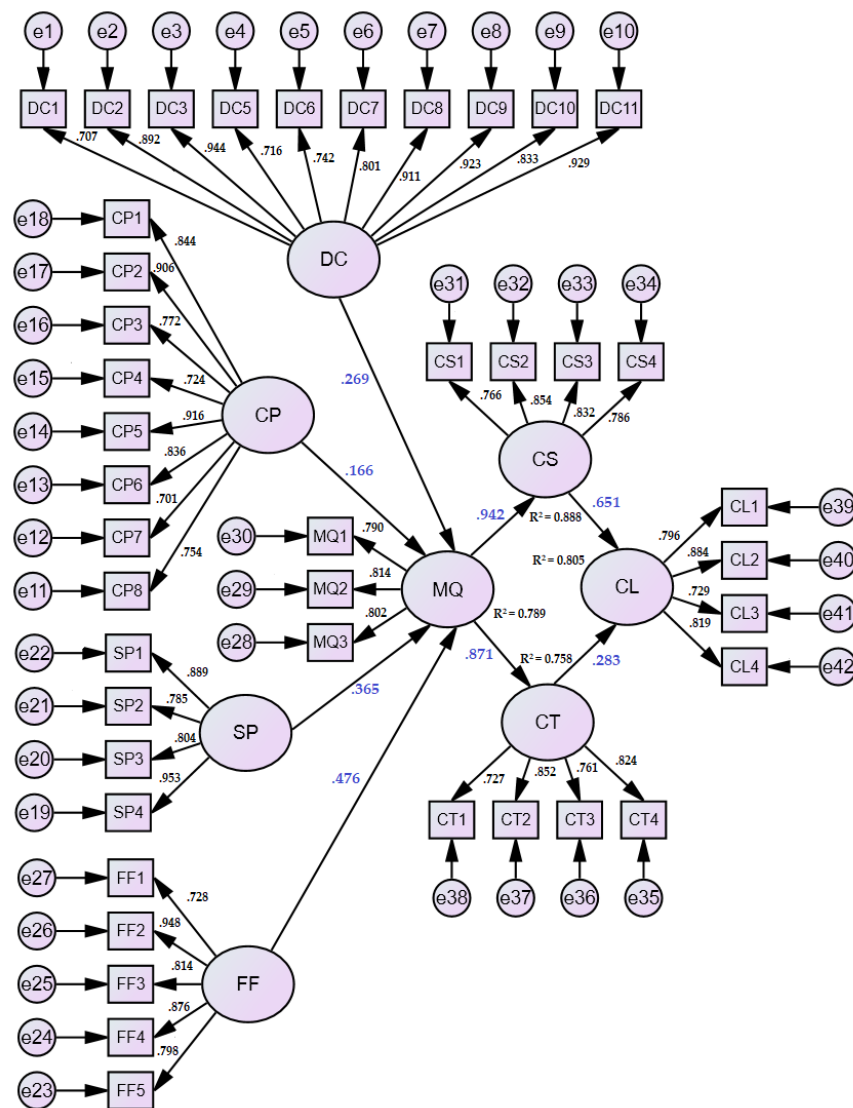 e1 e2 e3 e4 e5 e6 e7 e8 e9 e10
DC1 DC2 DC3 DC5 DC6 DC7 DC8 DC9 DC10 DC11
.707 .892 .944 .716 .742 .801 .911 .923 .833 .929
DC
e18 CP1 .844
e17 CP2 .906
e16 CP3 .772
e15 CP4 .724
e14 CP5 .916
e13 CP6 .836
e12 CP7 .701
e11 CP8 .754
CP
.269
.166
e31 e32 e33 e34
CS1 CS2 CS3 CS4
.766 .854 .832 .786
CS
.942 R² = 0.888 .651
e30 MQ1 .790
e29 MQ2 .814
e28 MQ3 .802
MQ
R² = 0.789
R² = 0.805
CL
.796 CL1 e39
.884 CL2 e40
.729 CL3 e41
.819 CL4 e42
.871 R² = 0.758 .283
e22 SP1 .889
e21 SP2 .785
e20 SP3 .804
e19 SP4 .953
SP
.365
.476
CT
.727 .852 .761 .824
CT1 CT2 CT3 CT4
e38 e37 e36 e35
e27 FF1 .728
e26 FF2 .948
e25 FF3 .814
e24 FF4 .876
e23 FF5 .798
FF